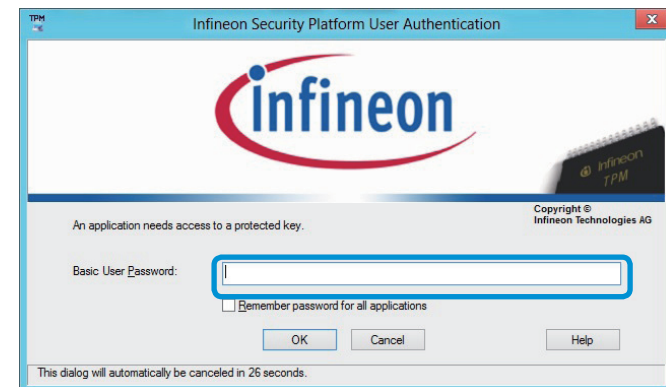 TPM
Infineon Security Platform User Authentication
x
infineon
infineon
TPM
Copyright ©
Infineon Technologies AG
An application needs access to a protected key.
Basic User Password:
Remember password for all applications
OK Cancel Help
This dialog will automatically be canceled in 26 seconds.